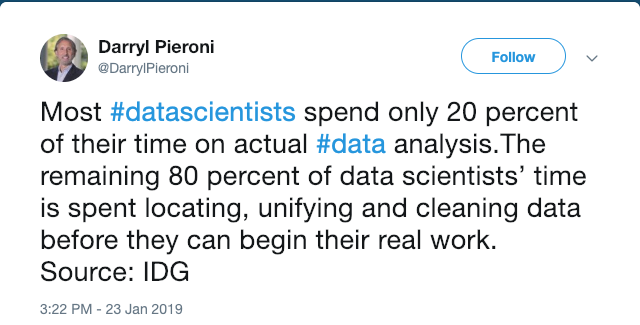 Darryl Pieroni
@DarrylPieroni
Follow
Most #datascientists spend only 20 percent
of their time on actual #data analysis.The
remaining 80 percent of data scientists’ time
is spent locating, unifying and cleaning data
before they can begin their real work.
Source: IDG
3:22 PM - 23 Jan 2019